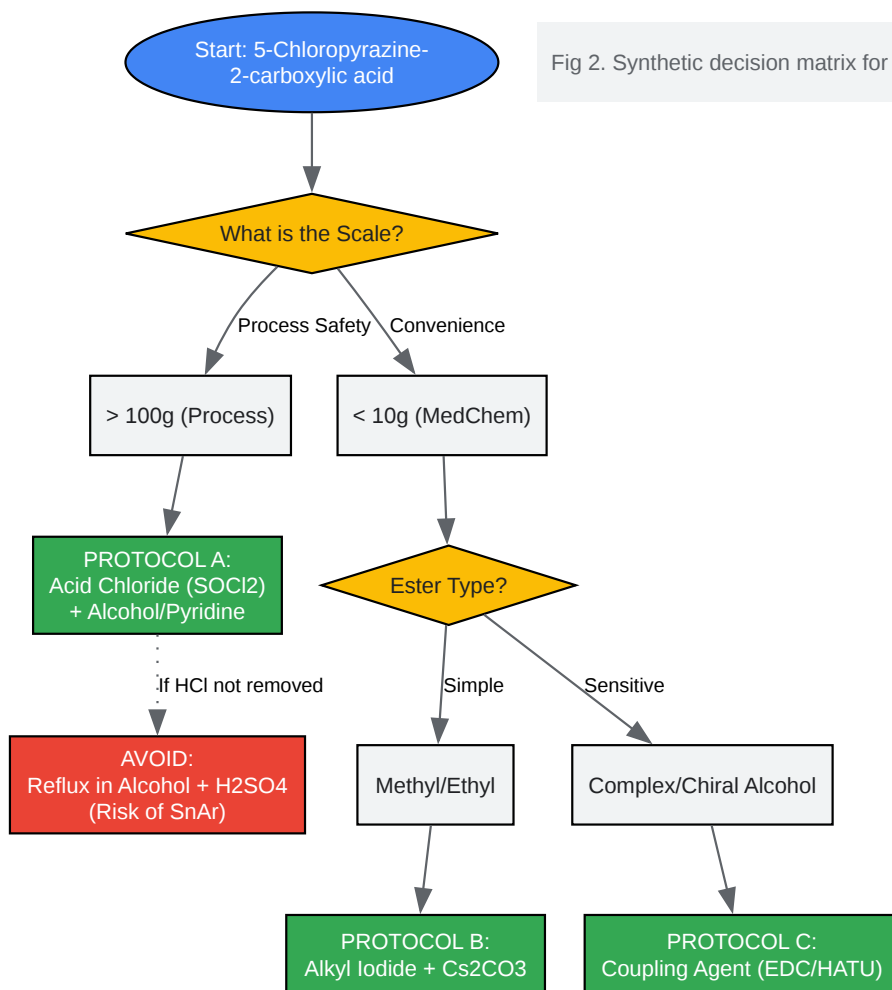 Start: 5-Chloropyrazine-
2-carboxylic acid
Fig 2. Synthetic decision matrix for
What is the Scale?
Process Safety
Convenience
> 100g (Process)
< 10g (MedChem)
PROTOCOL A:
Acid Chloride (SOCl2)
+ Alcohol/Pyridine
Ester Type?
If HCl not removed
Simple
Sensitive
AVOID:
Reflux in Alcohol + H2SO4
(Risk of SnAr)
Methyl/Ethyl
Complex/Chiral Alcohol
PROTOCOL B:
Alkyl Iodide + Cs2CO3
PROTOCOL C:
Coupling Agent (EDC/HATU)